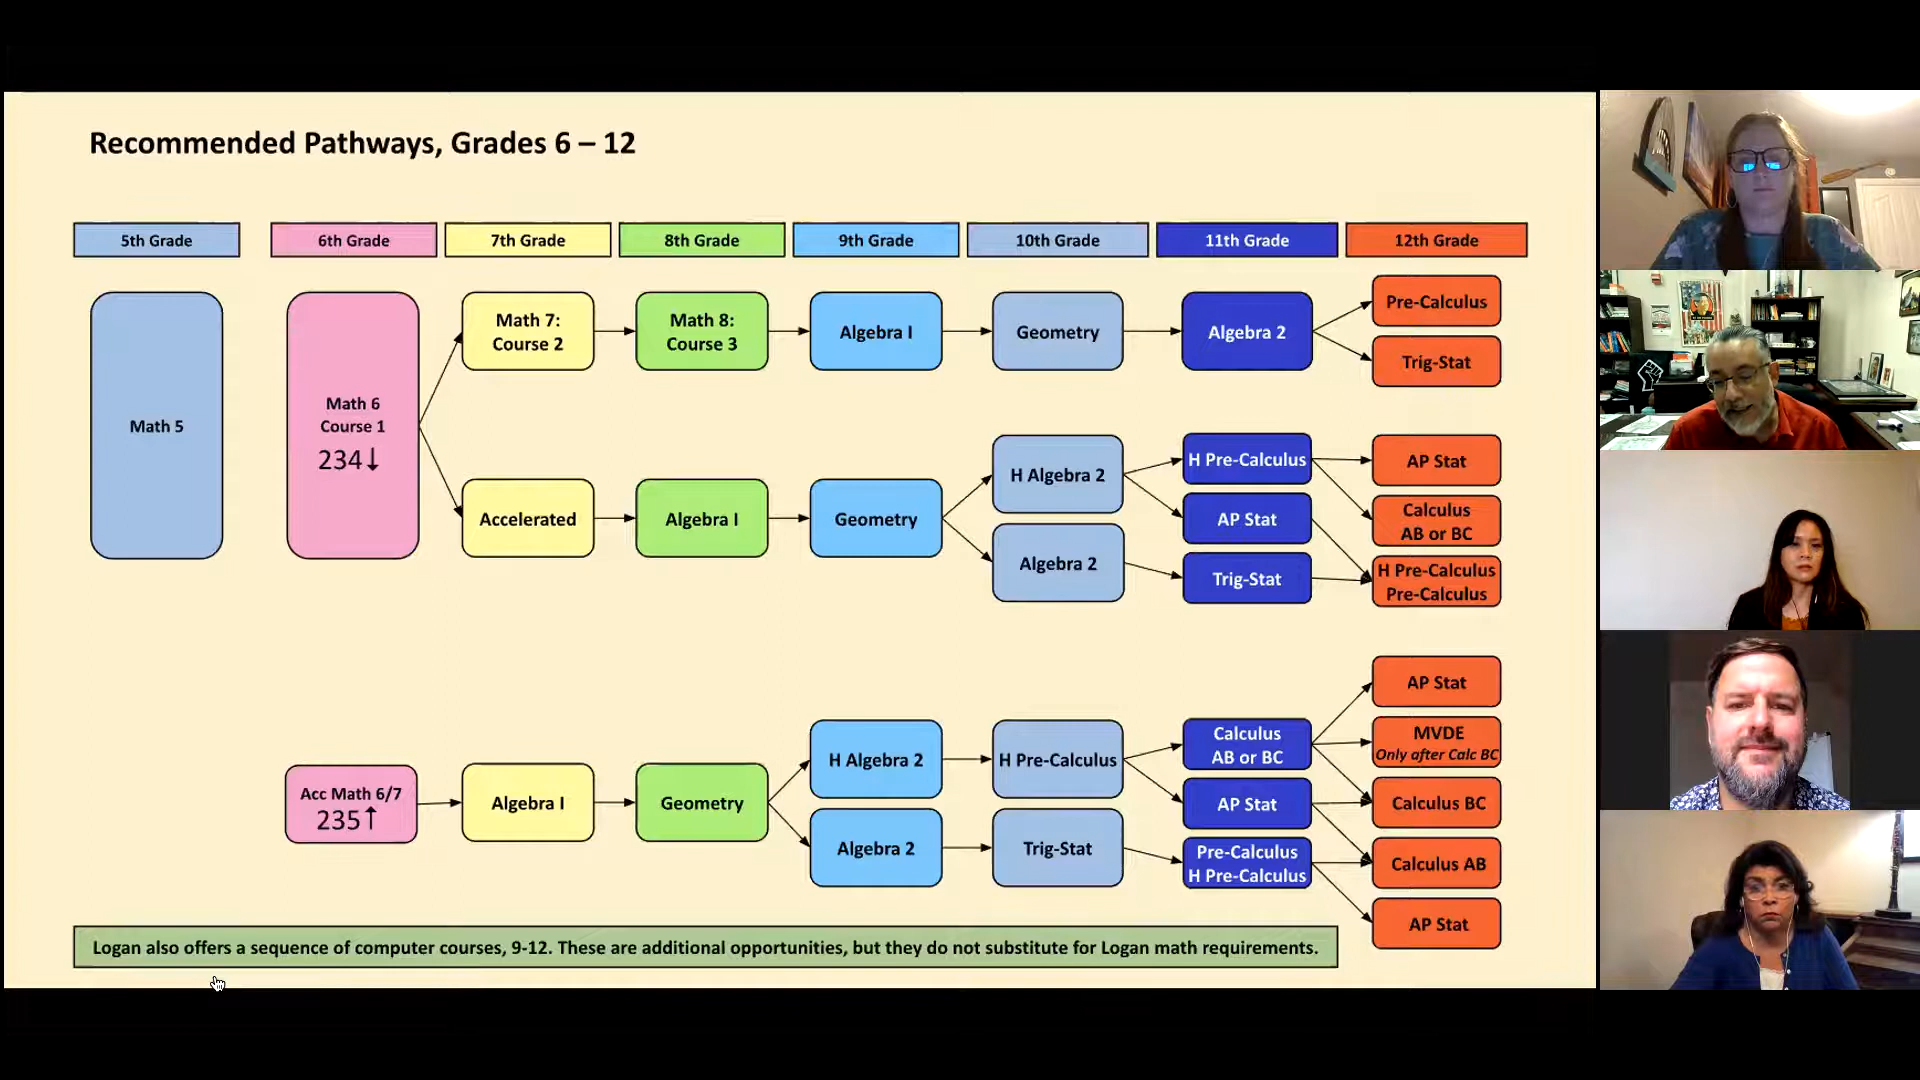 Recommended Pathways, Grades 6 – 12
5th Grade
6th Grade
7th Grade
8th Grade
9th Grade
10th Grade
11th Grade
12th Grade
Math 5
Math 6
Course 1
234↓
Math 7:
Course 2
Math 8:
Course 3
Algebra I
Geometry
Algebra 2
Pre-Calculus
Trig-Stat
Accelerated
Algebra I
Geometry
H Algebra 2
Algebra 2
H Pre-Calculus
AP Stat
Trig-Stat
AP Stat
Calculus
AB or BC
H Pre-Calculus
Pre-Calculus
Acc Math 6/7
235↑
Algebra I
Geometry
H Algebra 2
Algebra 2
H Pre-Calculus
Trig-Stat
Calculus
AB or BC
AP Stat
Pre-Calculus
H Pre-Calculus
AP Stat
MVDE
Only after Calc BC
Calculus BC
Calculus AB
AP Stat
Logan also offers a sequence of computer courses, 9-12. These are additional opportunities, but they do not substitute for Logan math requirements.